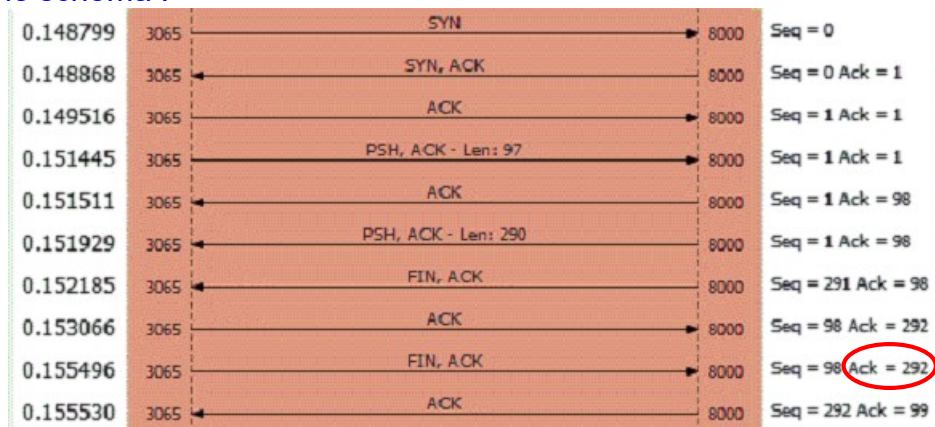 0.148799 3065 SYN 8000 Seq = 0
0.148868 3065 SYN, ACK 8000 Seq = 0 Ack = 1
0.149516 3065 ACK 8000 Seq = 1 Ack = 1
0.151445 3065 PSH, ACK - Len: 97 8000 Seq = 1 Ack = 1
0.151511 3065 ACK 8000 Seq = 1 Ack = 98
0.151929 3065 PSH, ACK - Len: 290 8000 Seq = 1 Ack = 98
0.152185 3065 FIN, ACK 8000 Seq = 291 Ack = 98
0.153066 3065 ACK 8000 Seq = 98 Ack = 292
0.155496 3065 FIN, ACK 8000 Seq = 98 Ack = 292
0.155530 3065 ACK 8000 Seq = 292 Ack = 99